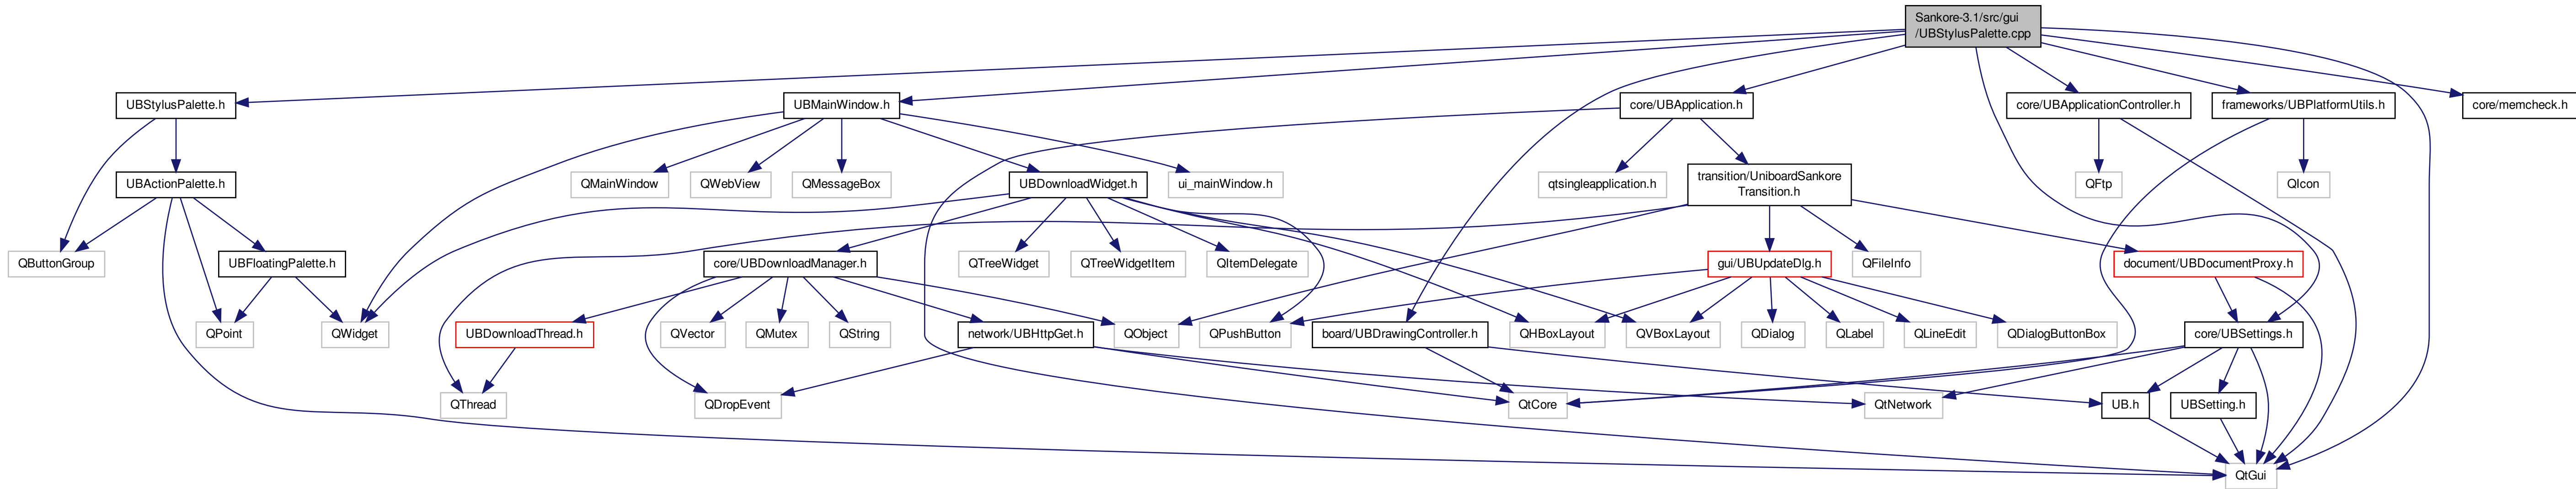 Sankore-3.1/src/gui
/UBStylusPalette.cpp
UBStylusPalette.h
UBMainWindow.h
core/UBApplication.h
core/UBApplicationController.h
frameworks/UBPlatformUtils.h
core/memcheck.h
UBActionPalette.h
QMainWindow
QWebView
QMessageBox
UBDownloadWidget.h
ui_mainWindow.h
qtsingleapplication.h
transition/UniboardSankore
Transition.h
QFtp
QIcon
QButtonGroup
UBFloatingPalette.h
core/UBDownloadManager.h
QTreeWidget
QTreeWidgetItem
QItemDelegate
gui/UBUpdateDlg.h
QFileInfo
document/UBDocumentProxy.h
QPoint
QWidget
UBDownloadThread.h
QVector
QMutex
QString
network/UBHttpGet.h
QObject
QPushButton
board/UBDrawingController.h
QHBoxLayout
QVBoxLayout
QDialog
QLabel
QLineEdit
QDialogButtonBox
core/UBSettings.h
QThread
QDropEvent
QtCore
QtNetwork
UB.h
UBSetting.h
QtGui